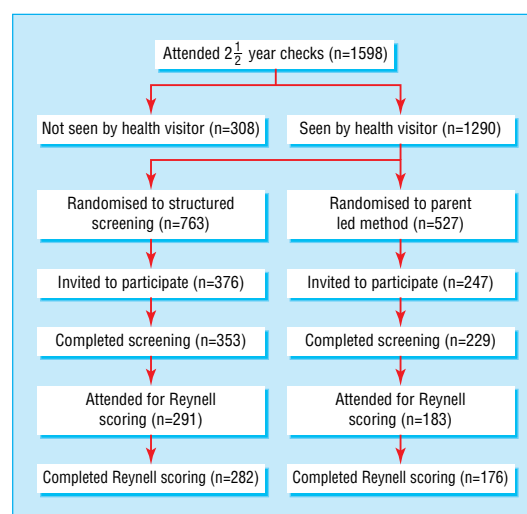 Attended 2 1/2 year checks (n=1598)
Not seen by health visitor (n=308)
Seen by health visitor (n=1290)
Randomised to structured
screening (n=763)
Randomised to parent
led method (n=527)
Invited to participate (n=376)
Invited to participate (n=247)
Completed screening (n=353)
Completed screening (n=229)
Attended for Reynell
scoring (n=291)
Attended for Reynell
scoring (n=183)
Completed Reynell scoring (n=282)
Completed Reynell scoring (n=176)